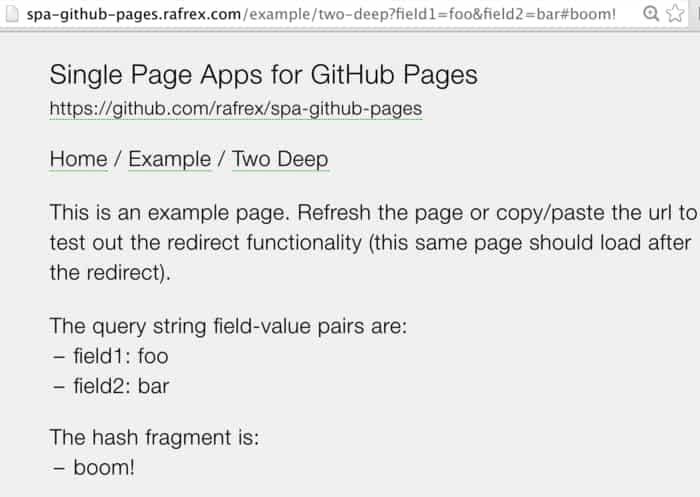 spa-github-pages.rafrex.com/example/two-deep?field1=foo&field2=bar#boom!
Single Page Apps for GitHub Pages
https://github.com/rafrex/spa-github-pages
Home / Example / Two Deep
This is an example page. Refresh the page or copy/paste the url to
test out the redirect functionality (this same page should load after
the redirect).
The query string field-value pairs are:
– field1: foo
– field2: bar
The hash fragment is:
– boom!